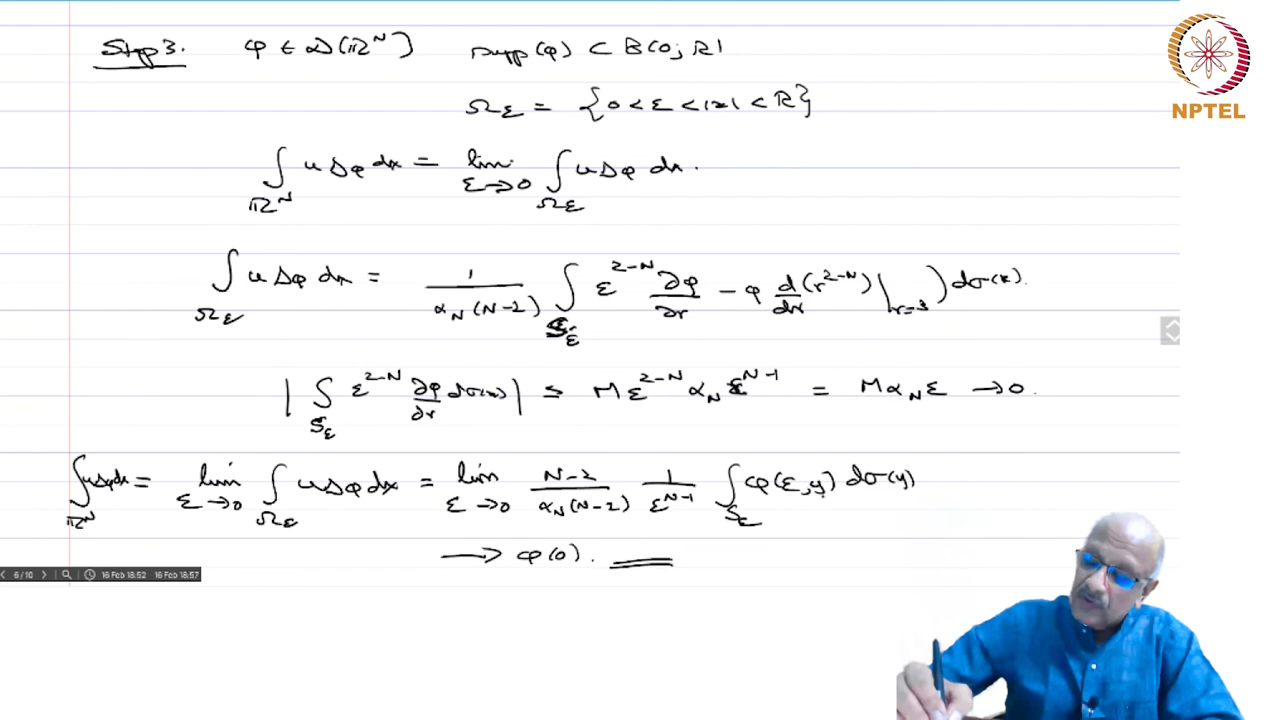 Step 3. φ ∈ D(ℝ^N) supp(φ) ⊂ B(0; R)
Ω_ε = {0 < ε < |x| < R}
∫_{ℝ^N} uΔφ dx = lim_{ε→0} ∫_{Ω_ε} uΔφ dx.
∫_{Ω_ε} uΔφ dx = 1/(α_N(N-2)) ∫_{S_ε} ε^{2-N} ∂φ/∂r - φ d/dr (r^{2-N})|_{r=ε} ) dσ(x).
| ∫_{S_ε} ε^{2-N} ∂φ/∂r dσ(x) | ≤ M ε^{2-N} α_N ε^{N-1} = M α_N ε → 0.
∫_{ℝ^N} uΔφ dx = lim_{ε→0} ∫_{Ω_ε} uΔφ dx = lim_{ε→0} (N-2)/(α_N(N-2)) 1/ε^{N-1} ∫_{S_ε} φ(ε,y) dσ(y)
→ φ(0).
NPTEL
6/10 16 Feb 18:52 16 Feb 18:57